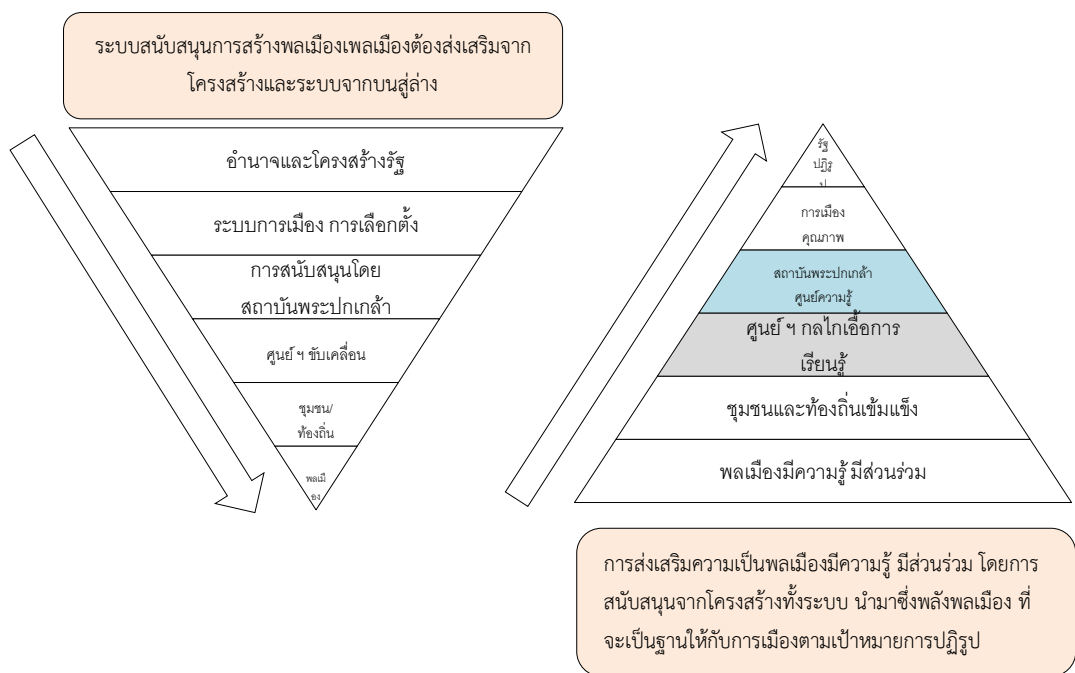 ระบบสนับสนุนการสร้างพลเมืองเพลเมืองต้องส่งเสริมจาก
โครงสร้างและระบบจากบนสู่ล่าง
อำนาจและโครงสร้างรัฐ
ระบบการเมือง การเลือกตั้ง
การสนับสนุนโดย
สถาบันพระปกเกล้า
ศูนย์ ฯ ขับเคลื่อน
ชุมชน/
ท้องถิ่น
พลเมื
อง
รัฐ
ปฏิรู
ป
การเมือง
คุณภาพ
สถาบันพระปกเกล้า
ศูนย์ความรู้
ศูนย์ ฯ กลไกเอื้อการ
เรียนรู้
ชุมชนและท้องถิ่นเข้มแข็ง
พลเมืองมีความรู้ มีส่วนร่วม
การส่งเสริมความเป็นพลเมืองมีความรู้ มีส่วนร่วม โดยการ
สนับสนุนจากโครงสร้างทั้งระบบ นำมาซึ่งพลังพลเมือง ที่
จะเป็นฐานให้กับการเมืองตามเป้าหมายการปฏิรูป